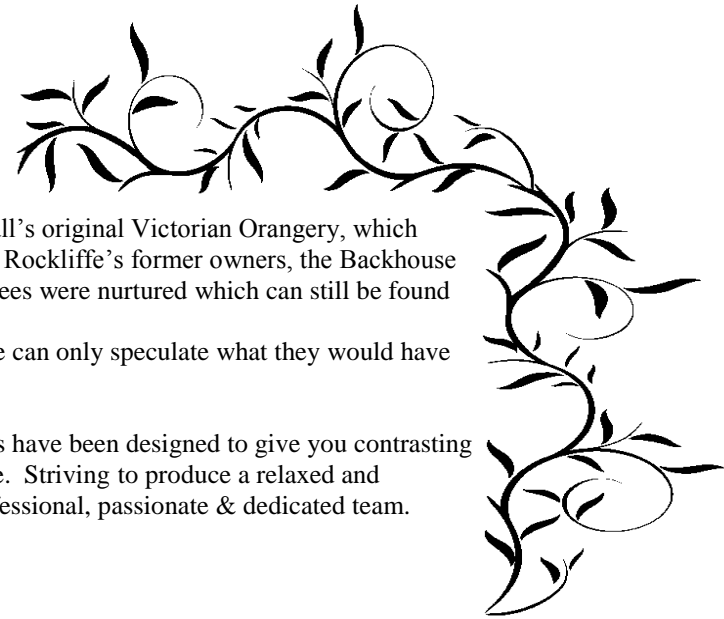 all's original Victorian Orangery, which
Rockliffe's former owners, the Backhouse
ees were nurtured which can still be found
e can only speculate what they would have
s have been designed to give you contrasting
e.  Striving to produce a relaxed and
fessional, passionate & dedicated team.